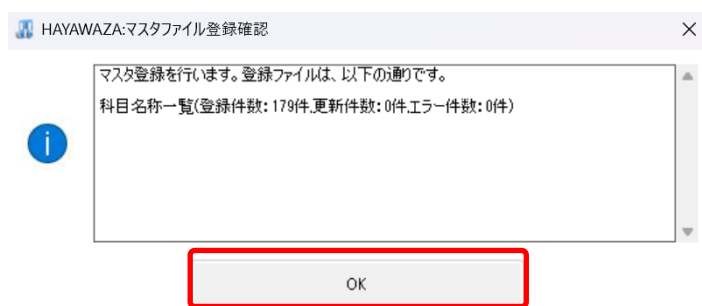 HAYAWAZA:マスタファイル登録確認
マスタ登録を行います。登録ファイルは、以下の通りです。
科目名称一覧(登録件数:179件,更新件数:0件,エラー件数:0件)
OK